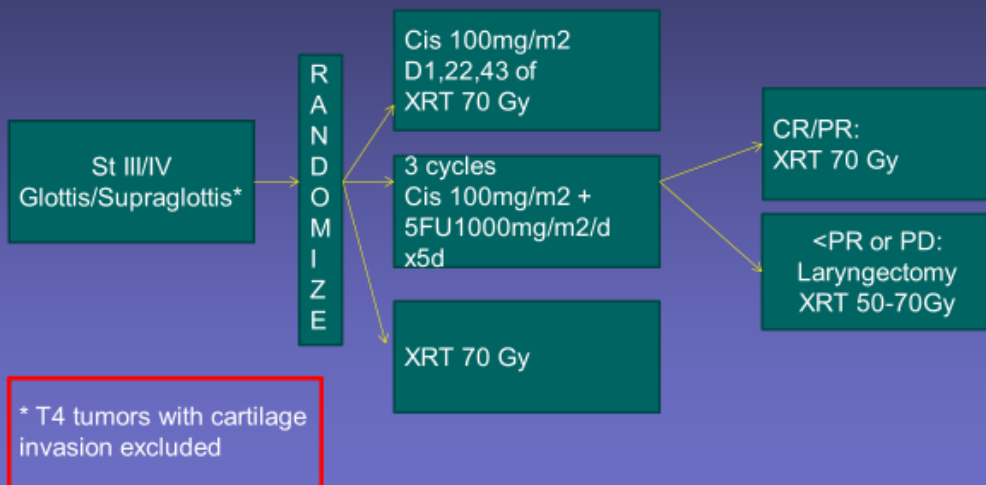 St III/IV
Glottis/Supraglottis*
R
A
N
D
O
M
I
Z
E
Cis 100mg/m2
D1,22,43 of
XRT 70 Gy
3 cycles
Cis 100mg/m2 +
5FU1000mg/m2/d
x5d
XRT 70 Gy
CR/PR:
XRT 70 Gy
<PR or PD:
Laryngectomy
XRT 50-70Gy
* T4 tumors with cartilage
invasion excluded